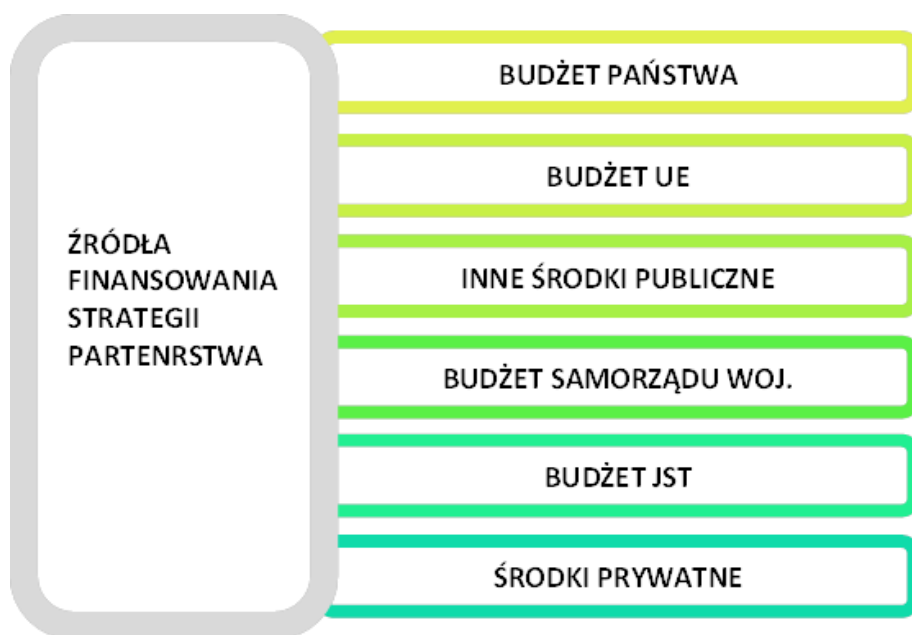 ŹRÓDŁA
FINANSOWANIA
STRATEGII
PARTENRSTWA
BUDŻET PAŃSTWA
BUDŻET UE
INNE ŚRODKI PUBLICZNE
BUDŻET SAMORZĄDU WOJ.
BUDŻET JST
ŚRODKI PRYWATNE